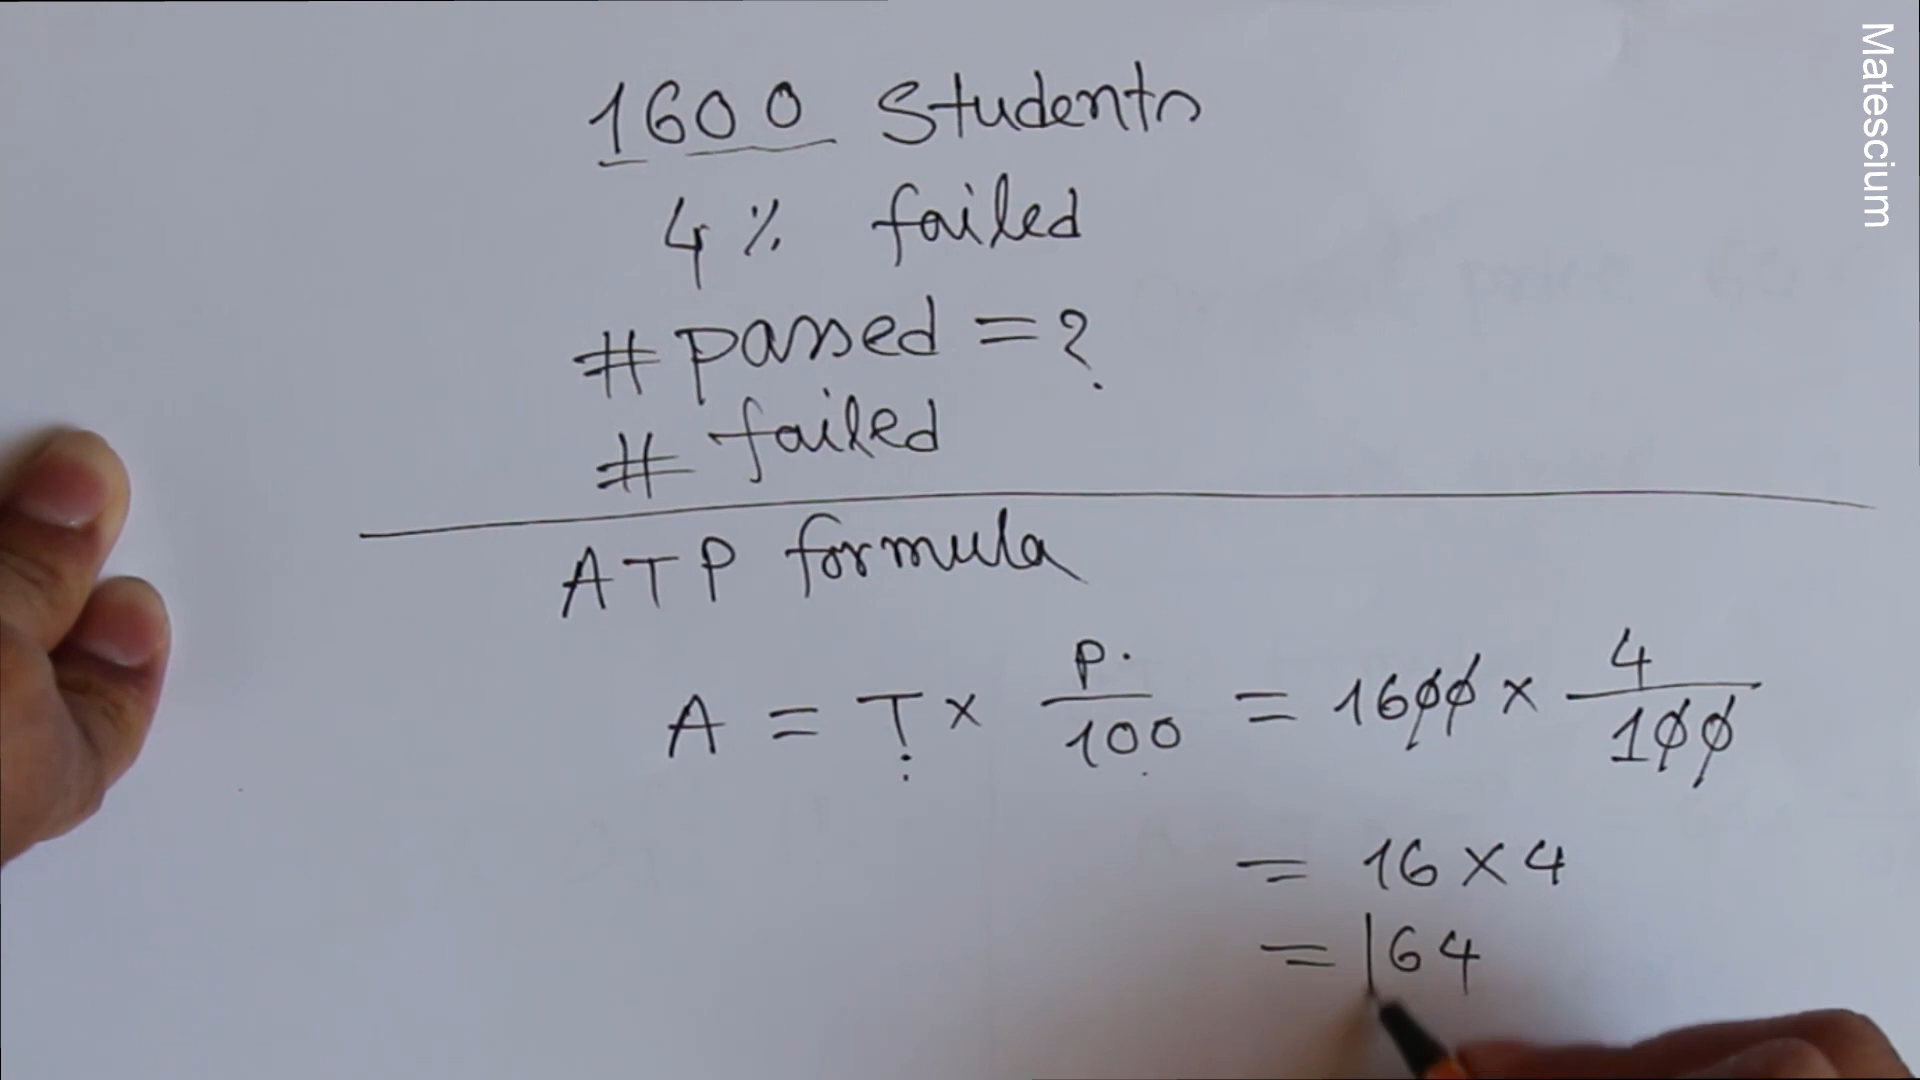 1600 Students
4% failed
# passed = ?
# failed
ATP formula
A = T × P/100 = 1600 × 4/100
= 16 × 4
= 64
Matescium